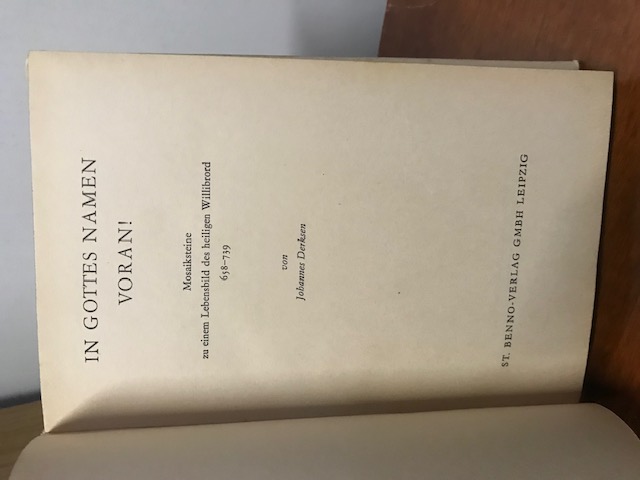 IN GOTTES NAMEN
VORAN!
Mosaiksteine
zu einem Lebensbild des heiligen Willibrord
658–739
von
Johannes Derksen
ST. BENNO-VERLAG GMBH LEIPZIG